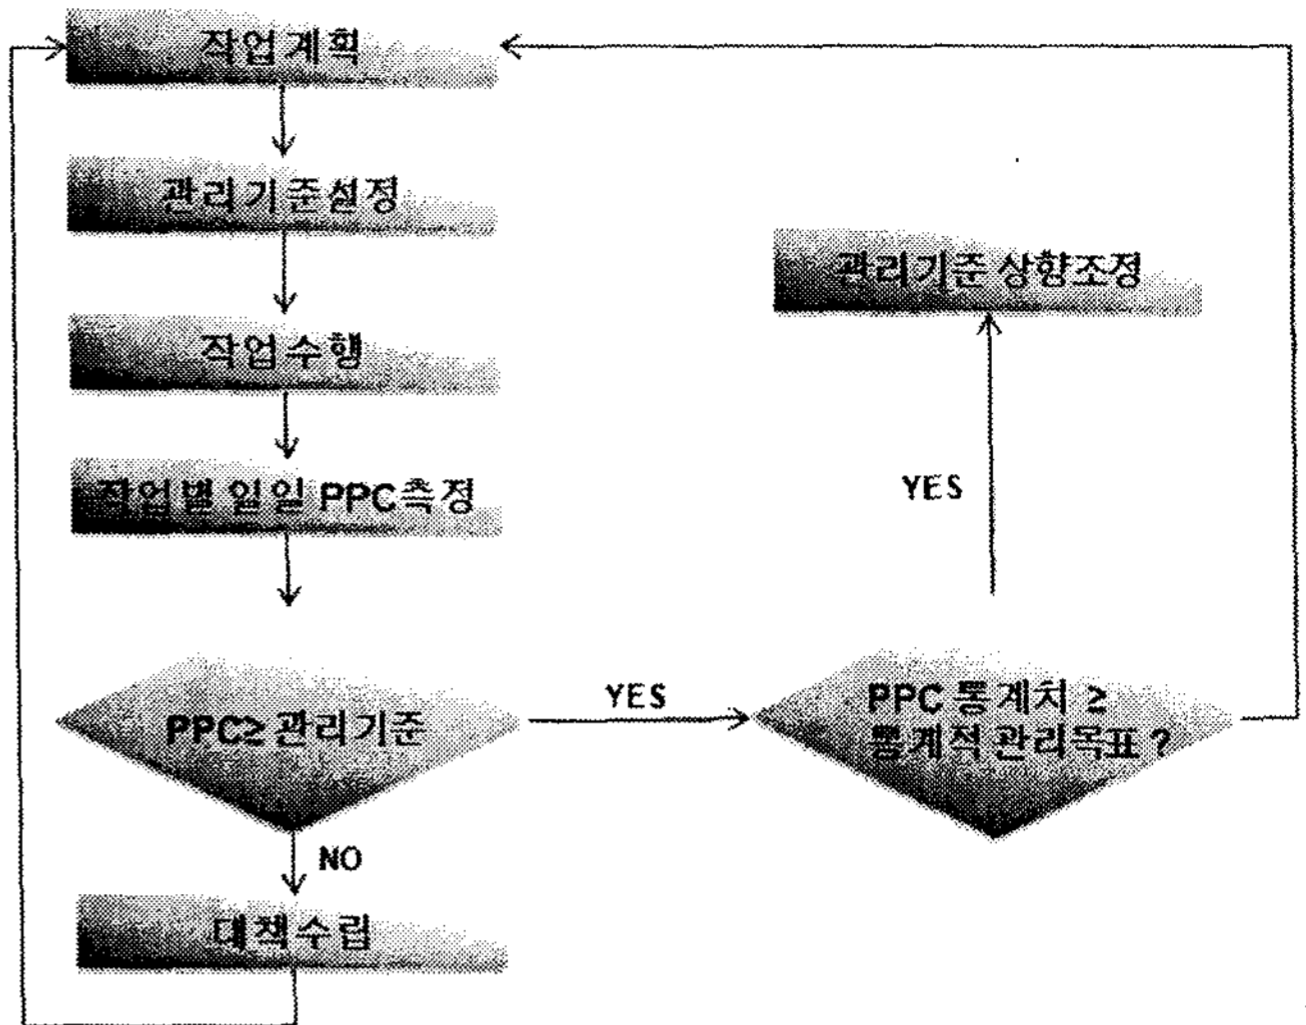 작업계획
관리기준설정
관리기준 상향조정
작업수행
작업별 일일 PPC측정
YES
PPC≥ 관리기준
YES
PPC 통계치 ≥
통계적 관리목표 ?
NO
대책수립